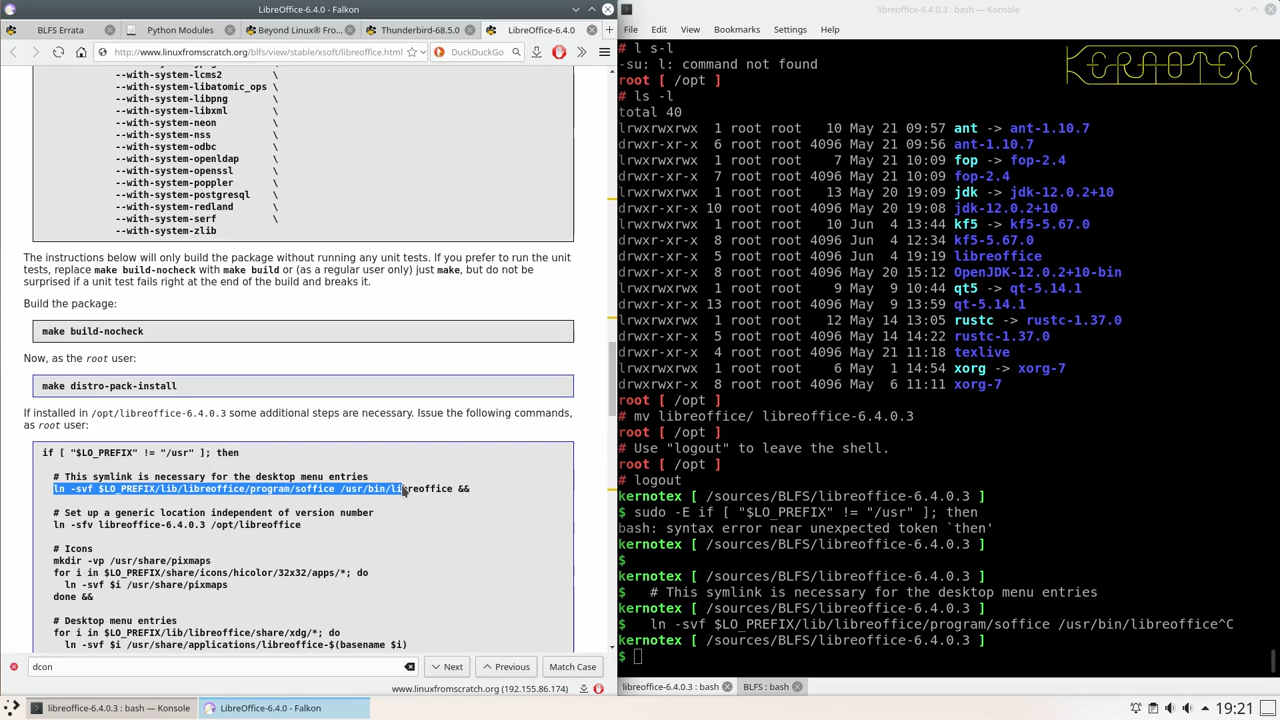 LibreOffice-6.4.0 - Falkon
BLFS Errata
Python Modules
Beyond Linux® Fro...
Thunderbird-68.5.0
LibreOffice-6.4.0
http://www.linuxfromscratch.org/blfs/view/stable/xsoft/libreoffice.html
DuckDuckGo
--with-system-lcms2 \
--with-system-libatomic_ops \
--with-system-libpng \
--with-system-libxml \
--with-system-neon \
--with-system-nss \
--with-system-odbc \
--with-system-openldap \
--with-system-openssl \
--with-system-poppler \
--with-system-postgresql \
--with-system-redland \
--with-system-serf \
--with-system-zlib
The instructions below will only build the package without running any unit tests. If you prefer to run the unit
tests, replace make build-nocheck with make build or (as a regular user only) just make, but do not be
surprised if a unit test fails right at the end of the build and breaks it.
Build the package:
make build-nocheck
Now, as the root user:
make distro-pack-install
If installed in /opt/libreoffice-6.4.0.3 some additional steps are necessary. Issue the following commands,
as root user:
if [ "$LO_PREFIX" != "/usr" ]; then
# This symlink is necessary for the desktop menu entries
ln -svf $LO_PREFIX/lib/libreoffice/program/soffice /usr/bin/libreoffice &&
# Set up a generic location independent of version number
ln -sfv libreoffice-6.4.0.3 /opt/libreoffice
# Icons
mkdir -vp /usr/share/pixmaps
for i in $LO_PREFIX/share/icons/hicolor/32x32/apps/*; do
ln -svf $i /usr/share/pixmaps
done &&
# Desktop menu entries
for i in $LO_PREFIX/lib/libreoffice/share/xdg/*; do
ln -svf $i /usr/share/applications/libreoffice-$(basename $i)
dcon
Next
Previous
Match Case
www.linuxfromscratch.org (192.155.86.174)
libreoffice-6.4.0.3 : bash — Konsole
File Edit View Bookmarks Settings Help
KERNOTEX
# l s-l
-su: l: command not found
root [ /opt ]
# ls -l
total 40
lrwxrwxrwx 1 root root 10 May 21 09:57 ant -> ant-1.10.7
drwxr-xr-x 6 root root 4096 May 21 09:56 ant-1.10.7
lrwxrwxrwx 1 root root 7 May 21 10:09 fop -> fop-2.4
drwxr-xr-x 7 root root 4096 May 21 10:09 fop-2.4
lrwxrwxrwx 1 root root 13 May 20 19:09 jdk -> jdk-12.0.2+10
drwxr-xr-x 10 root root 4096 May 20 19:08 jdk-12.0.2+10
lrwxrwxrwx 1 root root 10 Jun 4 13:44 kf5 -> kf5-5.67.0
drwxr-xr-x 8 root root 4096 Jun 4 12:34 kf5-5.67.0
drwxr-xr-x 5 root root 4096 Jun 4 19:19 libreoffice
drwxr-xr-x 8 root root 4096 May 20 15:12 OpenJDK-12.0.2+10-bin
lrwxrwxrwx 1 root root 9 May 9 10:44 qt5 -> qt-5.14.1
drwxr-xr-x 13 root root 4096 May 9 13:59 qt-5.14.1
lrwxrwxrwx 1 root root 12 May 14 13:05 rustc -> rustc-1.37.0
drwxr-xr-x 5 root root 4096 May 14 14:22 rustc-1.37.0
drwxr-xr-x 4 root root 4096 May 21 11:18 texlive
lrwxrwxrwx 1 root root 6 May 1 14:54 xorg -> xorg-7
drwxr-xr-x 8 root root 4096 May 6 11:11 xorg-7
root [ /opt ]
# mv libreoffice/ libreoffice-6.4.0.3
root [ /opt ]
# Use "logout" to leave the shell.
root [ /opt ]
# logout
kernotex [ /sources/BLFS/libreoffice-6.4.0.3 ]
$ sudo -E if [ "$LO_PREFIX" != "/usr" ]; then
bash: syntax error near unexpected token `then'
kernotex [ /sources/BLFS/libreoffice-6.4.0.3 ]
$
kernotex [ /sources/BLFS/libreoffice-6.4.0.3 ]
$ # This symlink is necessary for the desktop menu entries
kernotex [ /sources/BLFS/libreoffice-6.4.0.3 ]
$ ln -svf $LO_PREFIX/lib/libreoffice/program/soffice /usr/bin/libreoffice^C
kernotex [ /sources/BLFS/libreoffice-6.4.0.3 ]
$
libreoffice-6.4.0.3 : bash
BLFS : bash
libreoffice-6.4.0.3 : bash — Konsole
LibreOffice-6.4.0 - Falkon
19:21